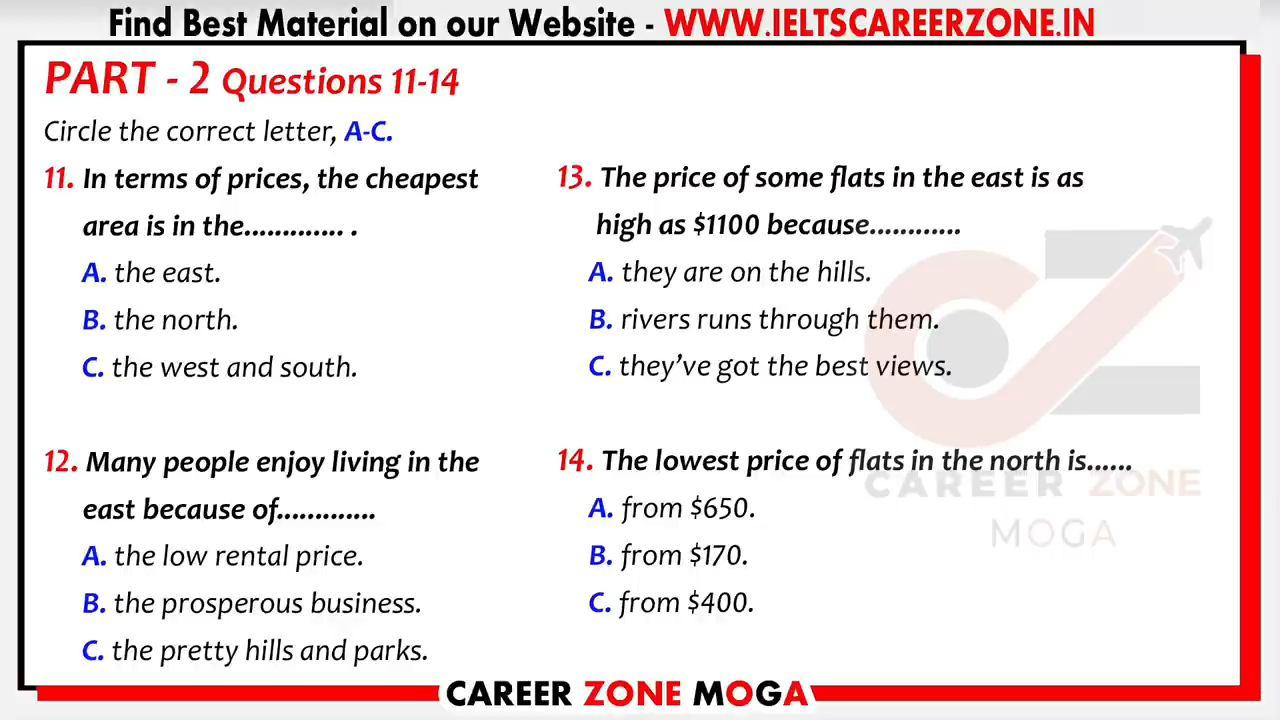 Find Best Material on our Website - WWW.IELTSCAREERZONE.IN
PART - 2 Questions 11-14
Circle the correct letter, A-C.
11. In terms of prices, the cheapest
area is in the............. .
A. the east.
B. the north.
C. the west and south.
12. Many people enjoy living in the
east because of.............
A. the low rental price.
B. the prosperous business.
C. the pretty hills and parks.
13. The price of some flats in the east is as
high as $1100 because............
A. they are on the hills.
B. rivers runs through them.
C. they’ve got the best views.
14. The lowest price of flats in the north is......
A. from $650.
B. from $170.
C. from $400.
CAREER ZONE
MOGA
CAREER ZONE MOGA